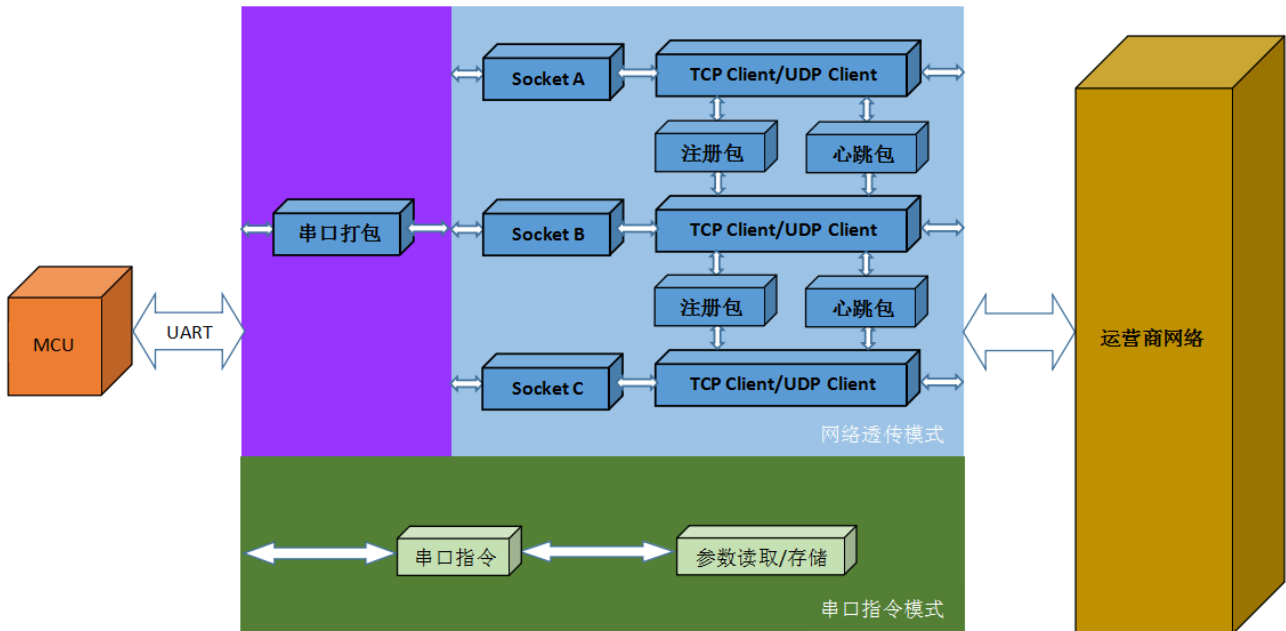 Socket A
TCP Client/UDP Client
注册包
心跳包
串口打包
Socket B
TCP Client/UDP Client
注册包
心跳包
MCU
UART
运营商网络
Socket C
TCP Client/UDP Client
网络透传模式
串口指令
参数读取/存储
串口指令模式